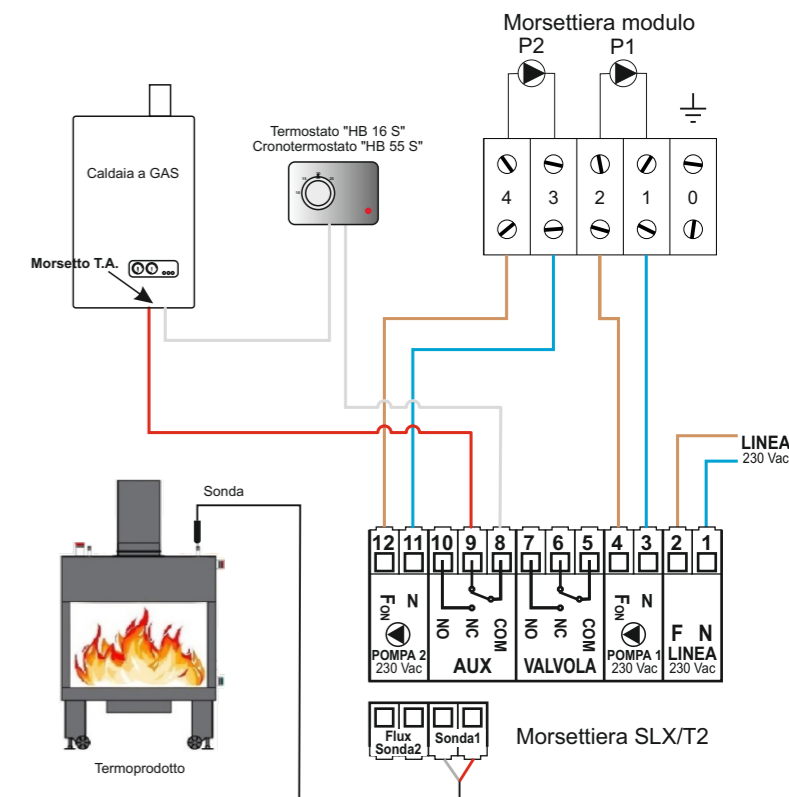 Morsettiera modulo
P2 P1
Termostato "HB 16 S"
Cronotermostato "HB 55 S"
Caldaia a GAS
4 3 2 1 0
Morsetto T.A.
LINEA
230 Vac
Sonda
12 11 10 9 8 7 6 5 4 3 2 1
FON N NO NC COM NO NC COM FON N F N
POMPA 2
230 Vac
AUX
VALVOLA
POMPA 1
230 Vac
LINEA
230 Vac
Flux
Sonda2
Sonda1
Morsettiera SLX/T2
Termoprodotto